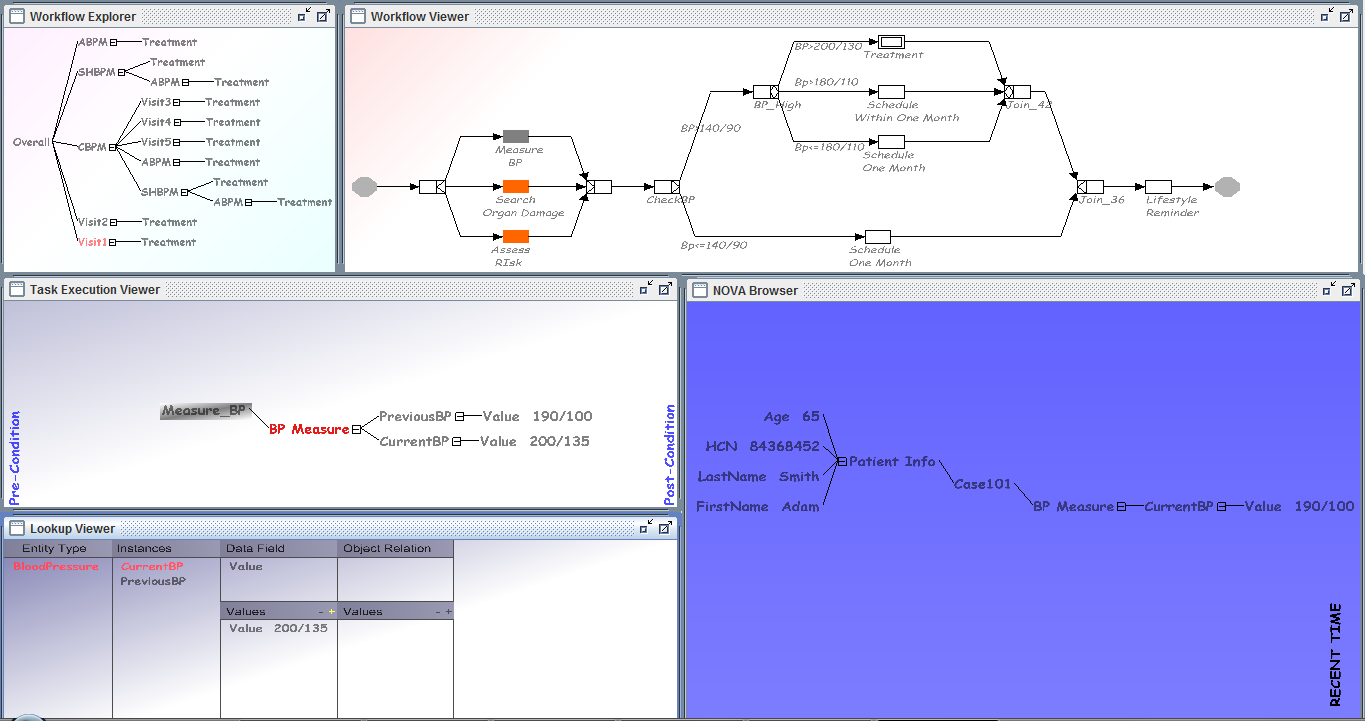 Workflow Explorer
ABPM Treatment
Treatment
SHBPM
ABPM Treatment
Visit3 Treatment
Visit4 Treatment
Overall
CBPM
Visit5 Treatment
ABPM Treatment
Treatment
SHBPM
ABPM Treatment
Visit2 Treatment
Visit1 Treatment
Workflow Viewer
BP>200/130
Treatment
Bp>180/110
BP_High
Schedule
Within One Month
Join_42
BP>140/90
Bp<=180/110
Schedule
One Month
Measure
BP
Search
Organ Damage
CheckBP
Join_36
Lifestyle
Reminder
Assess
RIsk
Bp<=140/90
Schedule
One Month
Task Execution Viewer
Pre-Condition
Measure_BP
BP Measure
PreviousBP Value 190/100
CurrentBP Value 200/135
Post-Condition
NOVA Browser
Age 65
HCN 84368452
LastName Smith
FirstName Adam
Patient Info
Case101
BP Measure CurrentBP Value 190/100
RECENT TIME
Lookup Viewer
Entity Type Instances Data Field Object Relation
BloodPressure CurrentBP Value
PreviousBP
Values - + Values - +
Value 200/135